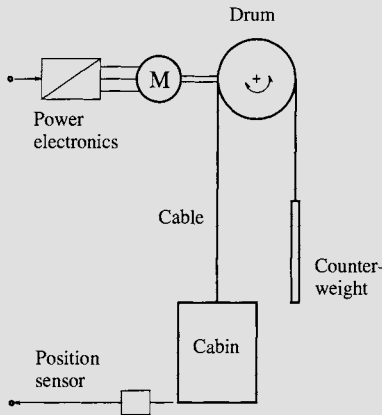 Drum
M
+
Power
electronics
Cable
Counter-
weight
Cabin
Position
sensor